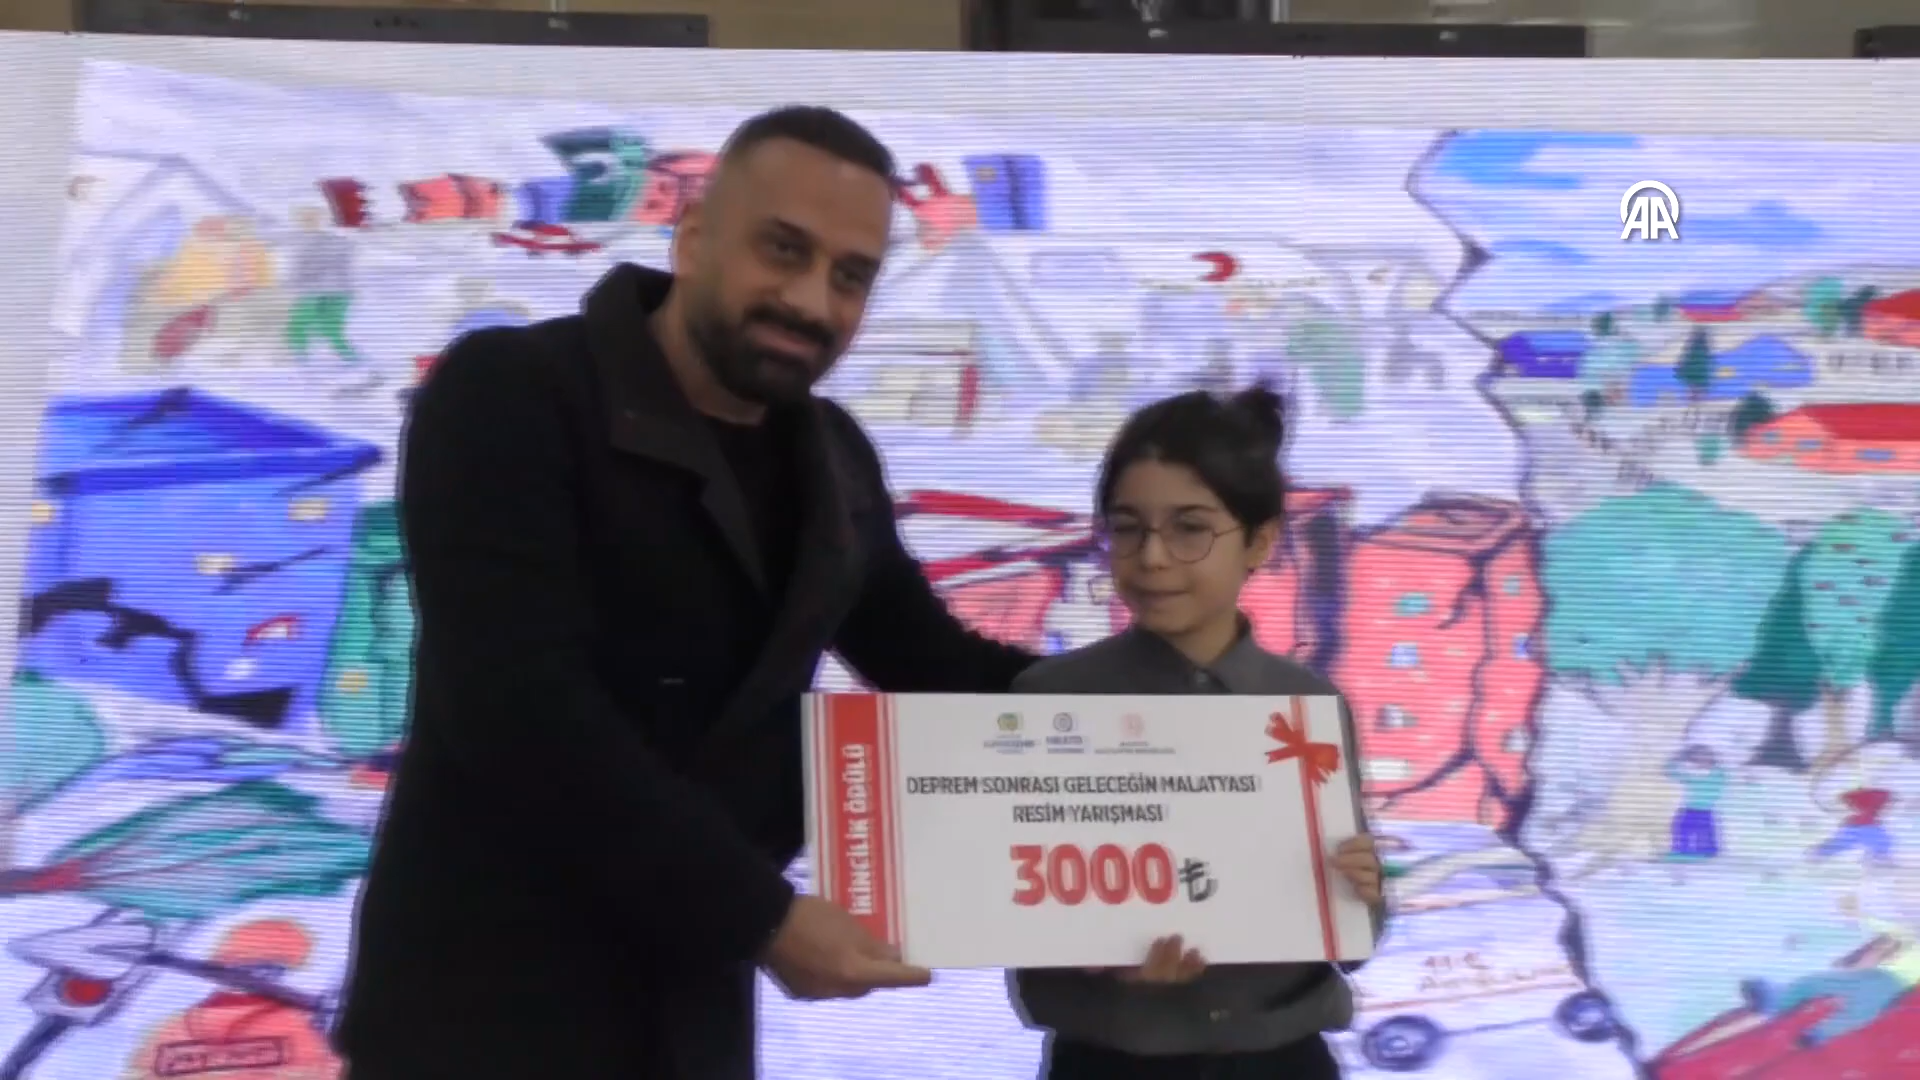 AA
İKİNCİLİK ÖDÜLÜ
DEPREM SONRASI GELECEĞİN MALATYASI
RESİM YARIŞMASI
3000₺